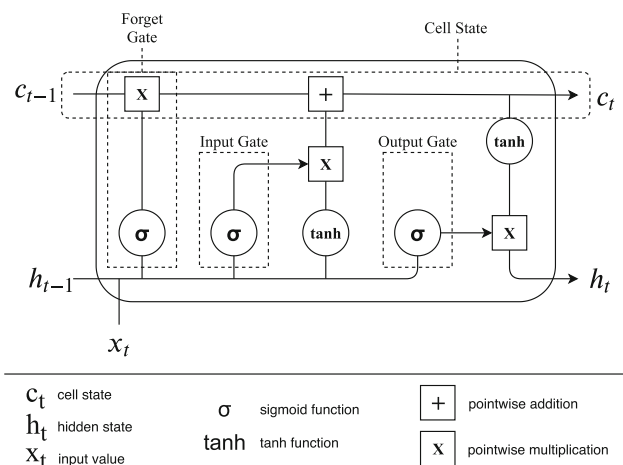 Forget
Gate
Cell State
c_{t-1}
X
+
c_t
tanh
Input Gate
X
Output Gate
σ
σ
tanh
σ
X
h_{t-1}
h_t
x_t
c_t cell state
h_t hidden state
x_t input value
σ sigmoid function
tanh tanh function
+ pointwise addition
X pointwise multiplication